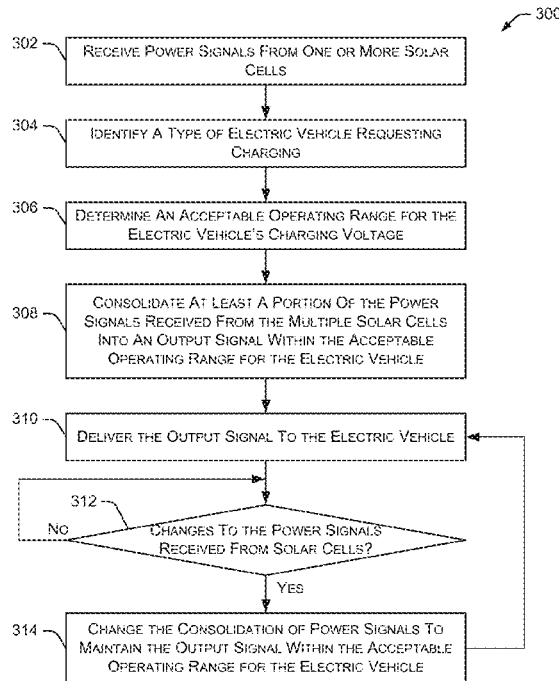 300
302
RECEIVE POWER SIGNALS FROM ONE OR MORE SOLAR
CELLS
304
IDENTIFY A TYPE OF ELECTRIC VEHICLE REQUESTING
CHARGING
306
DETERMINE AN ACCEPTABLE OPERATING RANGE FOR THE
ELECTRIC VEHICLE'S CHARGING VOLTAGE
308
CONSOLIDATE AT LEAST A PORTION OF THE POWER
SIGNALS RECEIVED FROM THE MULTIPLE SOLAR CELLS
INTO AN OUTPUT SIGNAL WITHIN THE ACCEPTABLE
OPERATING RANGE FOR THE ELECTRIC VEHICLE
310
DELIVER THE OUTPUT SIGNAL TO THE ELECTRIC VEHICLE
312
NO
CHANGES TO THE POWER SIGNALS
RECEIVED FROM SOLAR CELLS?
YES
314
CHANGE THE CONSOLIDATION OF POWER SIGNALS TO
MAINTAIN THE OUTPUT SIGNAL WITHIN THE ACCEPTABLE
OPERATING RANGE FOR THE ELECTRIC VEHICLE